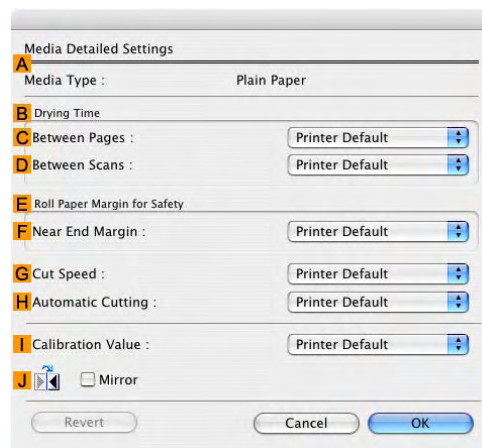 Media Detailed Settings
A
Media Type : Plain Paper
B Drying Time
C Between Pages : Printer Default
D Between Scans : Printer Default
E Roll Paper Margin for Safety
F Near End Margin : Printer Default
G Cut Speed : Printer Default
H Automatic Cutting : Printer Default
I Calibration Value : Printer Default
J Mirror
Revert Cancel OK